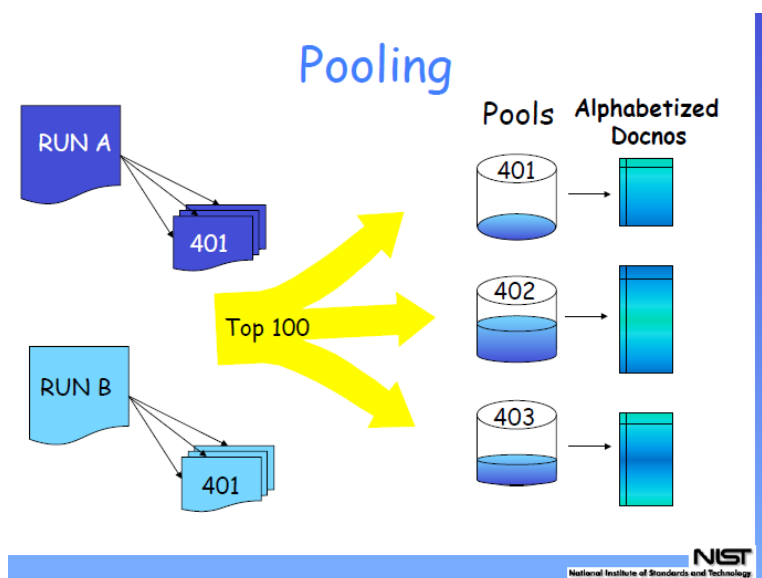 Pooling
RUN A
401
Top 100
RUN B
401
Pools
Alphabetized
Docnos
401
402
403
NIST
National Institute of Standards and Technology